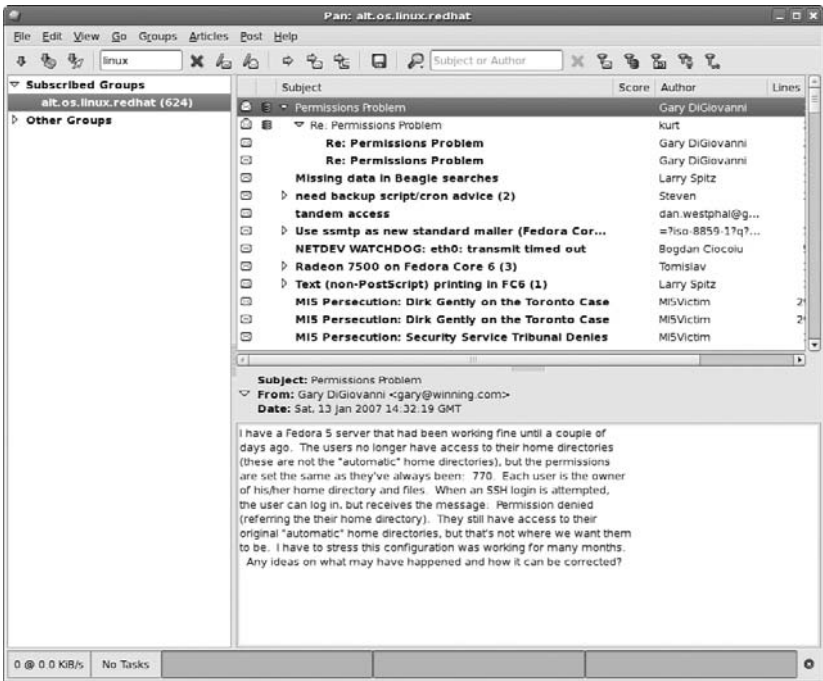 Pan: alt.os.linux.redhat
File Edit View Go Groups Articles Post Help
linux
Subject or Author
Subscribed Groups
alt.os.linux.redhat (624)
Other Groups
Subject Score Author Lines
Permissions Problem Gary DiGiovanni
Re: Permissions Problem kurt
Re: Permissions Problem Gary DiGiovanni
Re: Permissions Problem Gary DiGiovanni
Missing data in Beagle searches Larry Spitz
need backup script/cron advice (2) Steven
tandem access dan.westphal@g...
Use ssmtp as new standard mailer (Fedora Cor... =?iso-8859-1?q?...
NETDEV WATCHDOG: eth0: transmit timed out Bogdan Ciocoiu
Radeon 7500 on Fedora Core 6 (3) Tomislav
Text (non-PostScript) printing in FC6 (1) Larry Spitz
MI5 Persecution: Dirk Gently on the Toronto Case MI5Victim
MI5 Persecution: Dirk Gently on the Toronto Case MI5Victim
MI5 Persecution: Security Service Tribunal Denies MI5Victim
Subject: Permissions Problem
From: Gary DiGiovanni <gary@winning.com>
Date: Sat, 13 Jan 2007 14:32:19 GMT
I have a Fedora 5 server that had been working fine until a couple of
days ago. The users no longer have access to their home directories
(these are not the "automatic" home directories), but the permissions
are set the same as they've always been: 770. Each user is the owner
of his/her home directory and files. When an SSH login is attempted,
the user can log in, but receives the message: Permission denied
(referring the their home directory). They still have access to their
original "automatic" home directories, but that's not where we want them
to be. I have to stress this configuration was working for many months.
Any ideas on what may have happened and how it can be corrected?
0 @ 0.0 KiB/s No Tasks